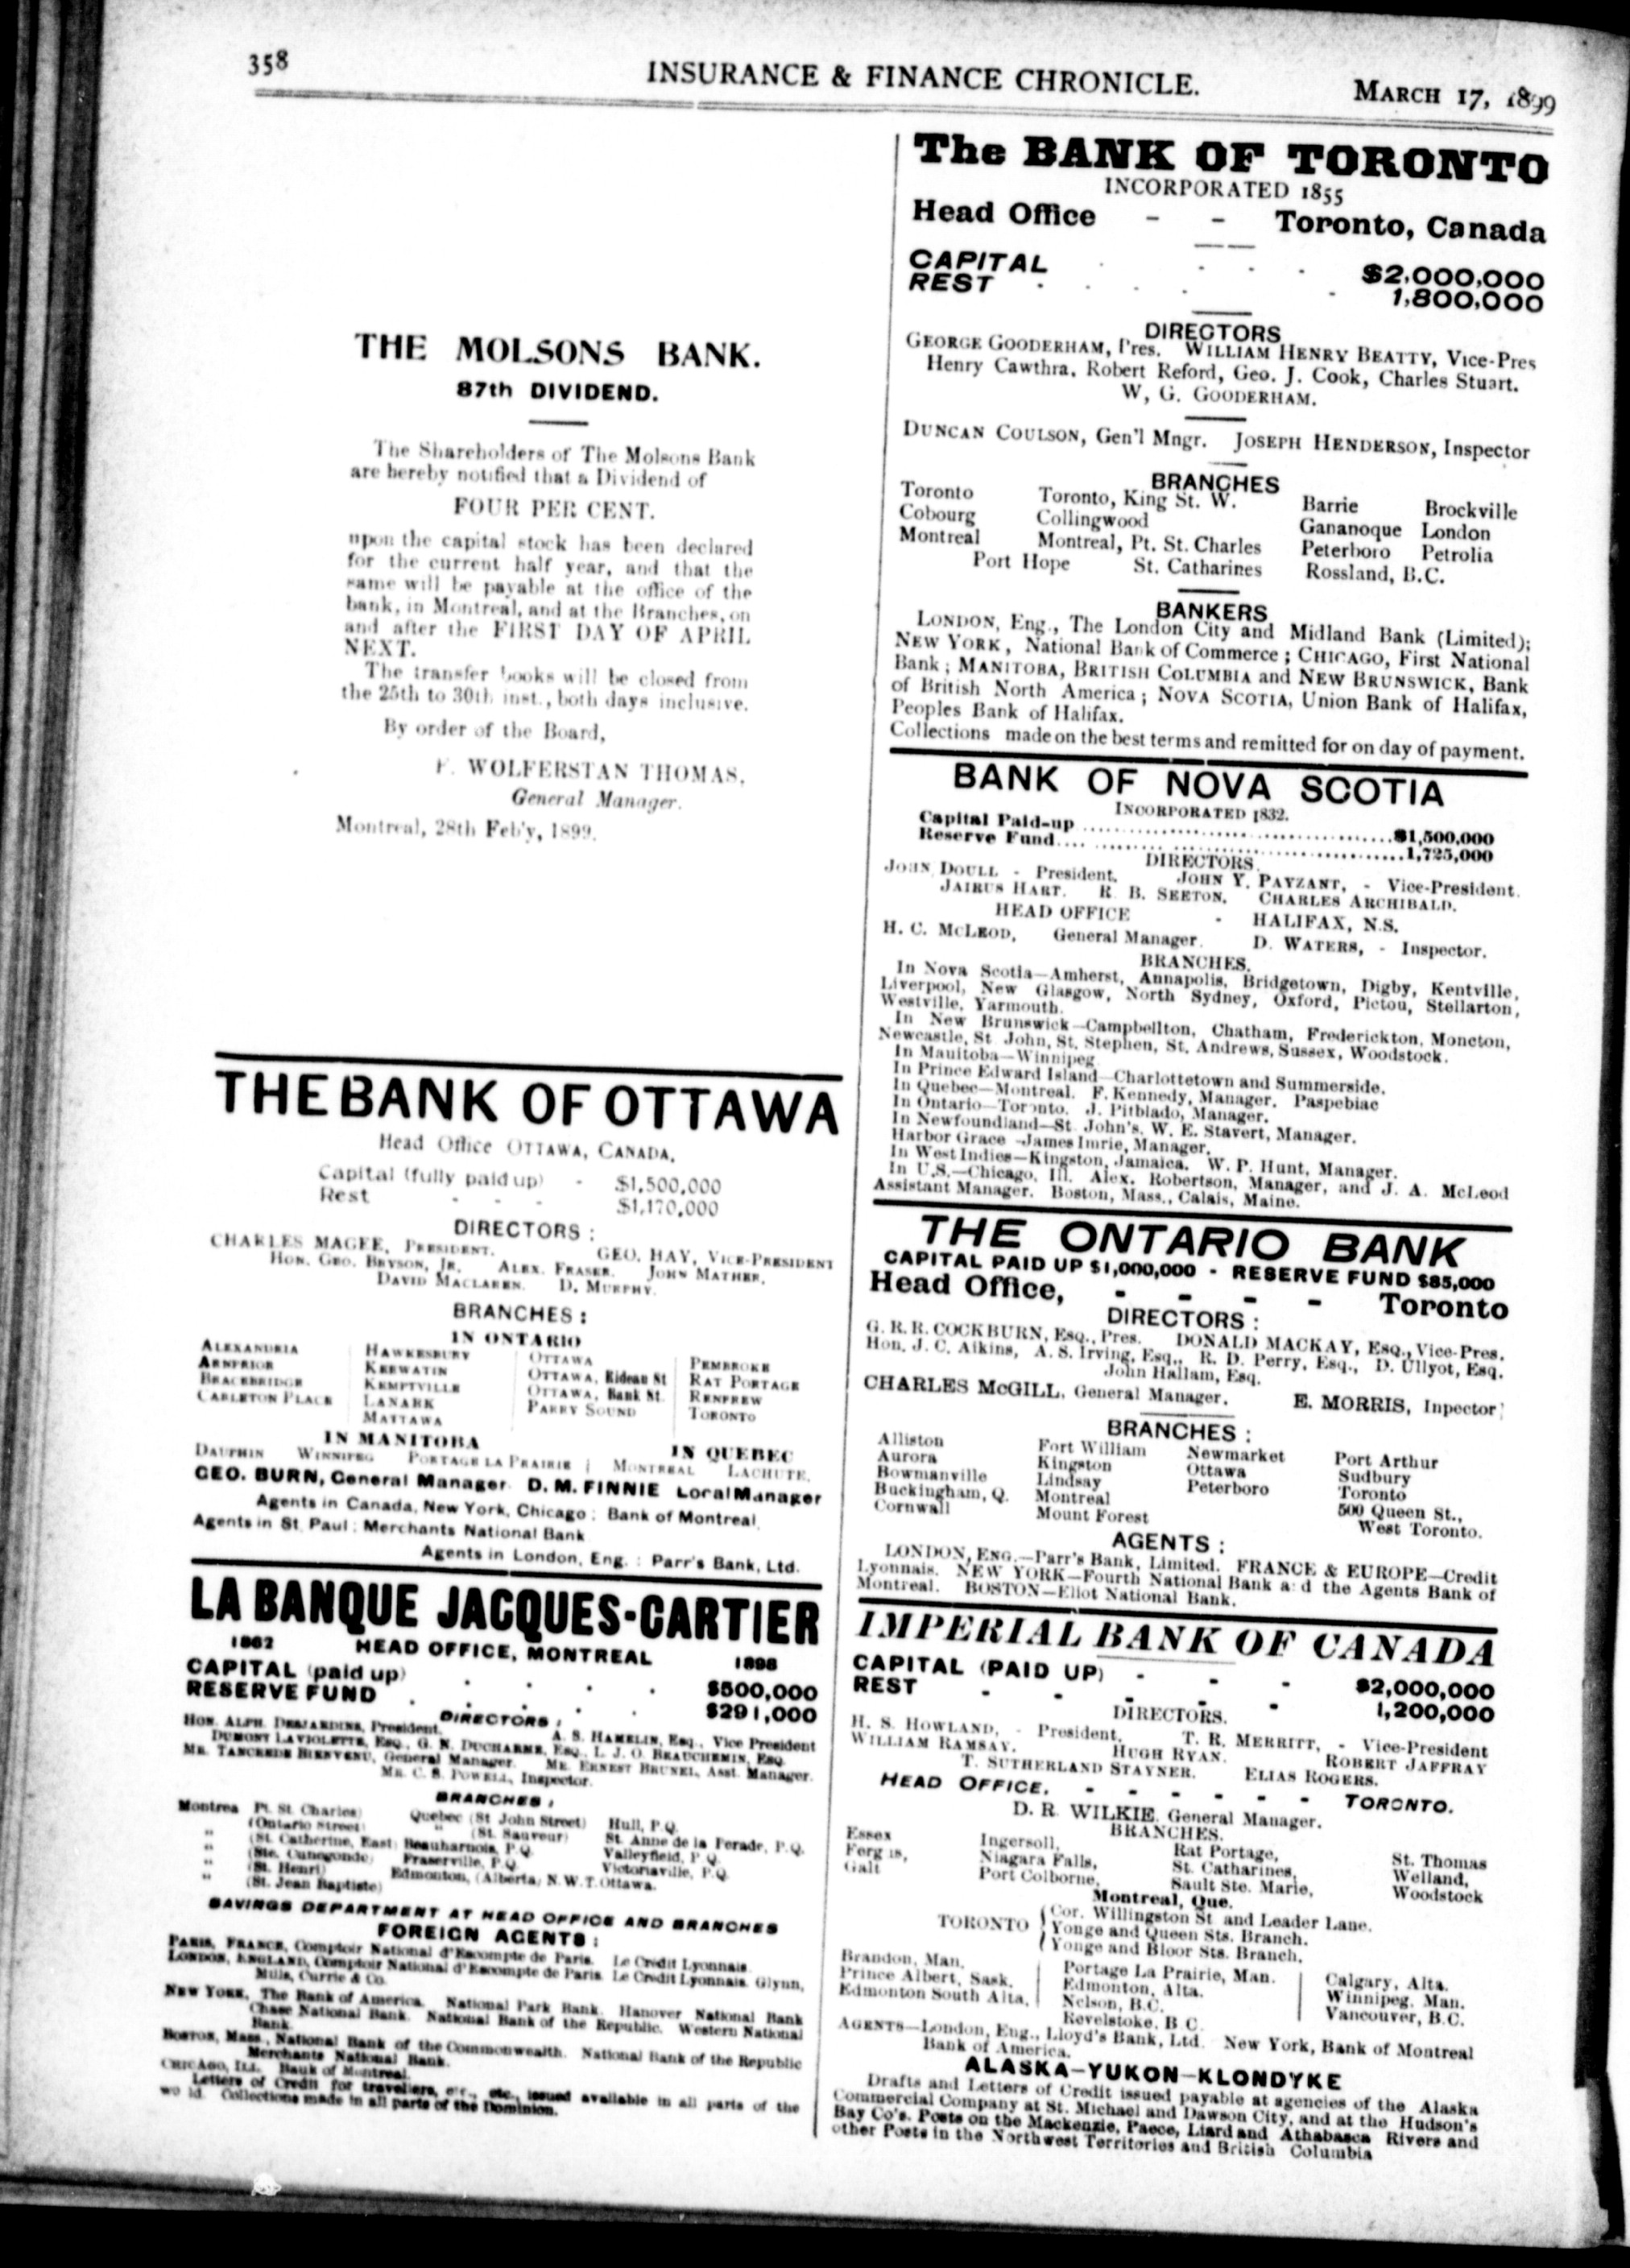 358
INSURANCE & FINANCE CHRONICLE.
MARCH 17, 1899
THE MOLSONS BANK.
87th DIVIDEND.
The Shareholders of The Molsons Bank
are hereby notified that a Dividend of
FOUR PER CENT.
upon the capital stock has been declared
for the current half year, and that the
same will be payable at the office of the
bank, in Montreal, and at the Branches, on
and after the FIRST DAY OF APRIL
NEXT.
The transfer books will be closed from
the 25th to 30th inst., both days inclusive.
By order of the Board,
F. WOLFERSTAN THOMAS,
General Manager.
Montreal, 28th Feb'y, 1899.
THE BANK OF OTTAWA
Head Office OTTAWA, CANADA.
Capital (fully paid up) - $1,500,000
Rest - - $1,170,000
DIRECTORS :
CHARLES MAGEE, PRESIDENT. GEO. HAY, VICE-PRESIDENT
HON. GEO. BRYSON, JR. ALEX. FRASER. JOHN MATHER.
DAVID MACLAREN. D. MURPHY.
BRANCHES :
IN ONTARIO
ALEXANDRIA HAWKESBURY OTTAWA PEMBROKE
ARNPRIOR KEEWATIN OTTAWA, Rideau St RAT PORTAGE
BRACEBRIDGE KEMPTVILLE OTTAWA, Bank St. RENFREW
CARLETON PLACE LANARK PARRY SOUND TORONTO
MATTAWA
IN MANITOBA IN QUEBEC
DAUPHIN WINNIPEG PORTAGE LA PRAIRIE MONTREAL LACHUTE.
GEO. BURN, General Manager. D. M. FINNIE Local Manager
Agents in Canada, New York, Chicago : Bank of Montreal
Agents in St. Paul : Merchants National Bank
Agents in London, Eng. : Parr's Bank, Ltd.
LA BANQUE JACQUES-CARTIER
1862 HEAD OFFICE, MONTREAL 1898
CAPITAL (paid up) . . . . $500,000
RESERVE FUND . . . . $291,000
DIRECTORS :
HON. ALPH. DESJARDINS, President. A. S. HAMELIN, Esq., Vice President
DUMONT LAVIOLETTE, Esq., G. N. DUCHARME, Esq., L. J. O. BEAUCHEMIN, Esq.
MR. TANCREDE BIENVENU, General Manager. MR. ERNEST BRUNEL, Asst. Manager.
MR. C. S. POWELL, Inspector.
BRANCHES :
Montrea Pt. St. Charles) Quebec (St John Street) Hull, P.Q.
" (Ontario Street) " (St. Sauveur) St. Anne de la Perade, P.Q.
" (St. Catherine, East) Beauharnois, P.Q. Valleyfield, P Q
" (Ste. Cunegonde) Fraserville, P.Q. Victoriaville, P.Q
" (St. Henri) Edmonton, (Alberta) N.W.T. Ottawa.
" (St. Jean Baptiste)
SAVINGS DEPARTMENT AT HEAD OFFICE AND BRANCHES
FOREIGN AGENTS :
PARIS, FRANCE, Comptoir National d'Escompte de Paris. Le Credit Lyonnais.
LONDON, ENGLAND, Comptoir National d'Escompte de Paris. Le Credit Lyonnais. Glynn,
Mills, Currie & Co.
NEW YORK, The Bank of America. National Park Bank. Hanover National Bank
Chase National Bank. National Bank of the Republic. Western National
Bank.
BOSTON, Mass., National Bank of the Commonwealth. National Bank of the Republic
Merchants National Bank.
CHICAGO, ILL. Bank of Montreal.
Letters of Credit for travellers, etc., etc., issued available in all parts of the
wo ld. Collections made in all parts of the Dominion.
The BANK OF TORONTO
INCORPORATED 1855
Head Office - - Toronto, Canada
CAPITAL . . . . $2,000,000
REST . . . . 1,800,000
DIRECTORS
GEORGE GOODERHAM, Pres. WILLIAM HENRY BEATTY, Vice-Pres
Henry Cawthra, Robert Reford, Geo. J. Cook, Charles Stuart.
W, G. GOODERHAM.
DUNCAN COULSON, Gen'l Mngr. JOSEPH HENDERSON, Inspector
BRANCHES
Toronto Toronto, King St. W. Barrie Brockville
Cobourg Collingwood Gananoque London
Montreal Montreal, Pt. St. Charles Peterboro Petrolia
Port Hope St. Catharines Rossland, B.C.
BANKERS
LONDON, Eng., The London City and Midland Bank (Limited);
NEW YORK, National Bank of Commerce ; CHICAGO, First National
Bank ; MANITOBA, BRITISH COLUMBIA and NEW BRUNSWICK, Bank
of British North America ; NOVA SCOTIA, Union Bank of Halifax,
Peoples Bank of Halifax.
Collections made on the best terms and remitted for on day of payment.
BANK OF NOVA SCOTIA
INCORPORATED 1832.
Capital Paid-up ....................$1,500,000
Reserve Fund....................1,725,000
DIRECTORS.
JOHN DOULL - President. JOHN Y. PAYZANT, - Vice-President.
JAIRUS HART. R. B. SEETON. CHARLES ARCHIBALD.
HEAD OFFICE - HALIFAX, N.S.
H. C. MCLEOD, General Manager. D. WATERS, - Inspector.
BRANCHES.
In Nova Scotia—Amherst, Annapolis, Bridgetown, Digby, Kentville,
Liverpool, New Glasgow, North Sydney, Oxford, Pictou, Stellarton,
Westville, Yarmouth.
In New Brunswick—Campbellton, Chatham, Frederickton, Moncton,
Newcastle, St. John, St. Stephen, St. Andrews, Sussex, Woodstock.
In Manitoba—Winnipeg
In Prince Edward Island—Charlottetown and Summerside.
In Quebec—Montreal. F. Kennedy, Manager. Paspebiac
In Ontario—Toronto. J. Pitblado, Manager.
In Newfoundland—St John's. W. E. Stavert, Manager.
Harbor Grace—James Imrie, Manager.
In West Indies—Kingston, Jamaica. W. P. Hunt, Manager.
In U.S.—Chicago, Ill. Alex. Robertson, Manager, and J. A. McLeod
Assistant Manager. Boston, Mass., Calais, Maine.
THE ONTARIO BANK
CAPITAL PAID UP $1,000,000 - RESERVE FUND $85,000
Head Office, - - - - Toronto
DIRECTORS :
G. R. R. COCKBURN, Esq., Pres. DONALD MACKAY, Esq., Vice-Pres.
Hon. J. C. Aikins, A. S. Irving, Esq., R. D. Perry, Esq., D. Ullyot, Esq.
John Hallam, Esq.
CHARLES McGILL, General Manager. E. MORRIS, Inpector
BRANCHES :
Alliston Fort William Newmarket Port Arthur
Aurora Kingston Ottawa Sudbury
Bowmanville Lindsay Peterboro Toronto
Buckingham, Q. Montreal 500 Queen St.,
Cornwall Mount Forest West Toronto.
AGENTS :
LONDON, ENG.—Parr's Bank, Limited. FRANCE & EUROPE—Credit
Lyonnais. NEW YORK—Fourth National Bank a d the Agents Bank of
Montreal. BOSTON—Eliot National Bank.
IMPERIAL BANK OF CANADA
CAPITAL (PAID UP) - - - $2,000,000
REST - - - - - 1,200,000
DIRECTORS.
H. S. HOWLAND, - President, T. R. MERRITT, - Vice-President
WILLIAM RAMSAY. HUGH RYAN. ROBERT JAFFRAY
T. SUTHERLAND STAYNER. ELIAS ROGERS.
HEAD OFFICE. - - - - - - TORONTO.
D. R. WILKIE, General Manager.
BRANCHES.
Essex Ingersoll, Rat Portage, St. Thomas
Ferg s, Niagara Falls, St. Catharines, Welland,
Galt Port Colborne, Sault Ste. Marie, Woodstock
Montreal, Que.
TORONTO Cor. Willingston St and Leader Lane.
Yonge and Queen Sts. Branch.
Yonge and Bloor Sts. Branch.
Brandon, Man. Portage La Prairie, Man. Calgary, Alta.
Prince Albert, Sask. Edmonton, Alta. Winnipeg, Man.
Edmonton South Alta. Nelson, B.C. Vancouver, B.C.
Revelstoke, B C.
AGENTS—London, Eng., Lloyd's Bank, Ltd. New York, Bank of Montreal
Bank of America.
ALASKA—YUKON—KLONDYKE
Drafts and Letters of Credit issued payable at agencies of the Alaska
Commercial Company at St. Michael and Dawson City, and at the Hudson's
Bay Co's. Posts on the Mackenzie, Paece, Liard and Athabasca Rivers and
other Posts in the Northwest Territories and British Columbia